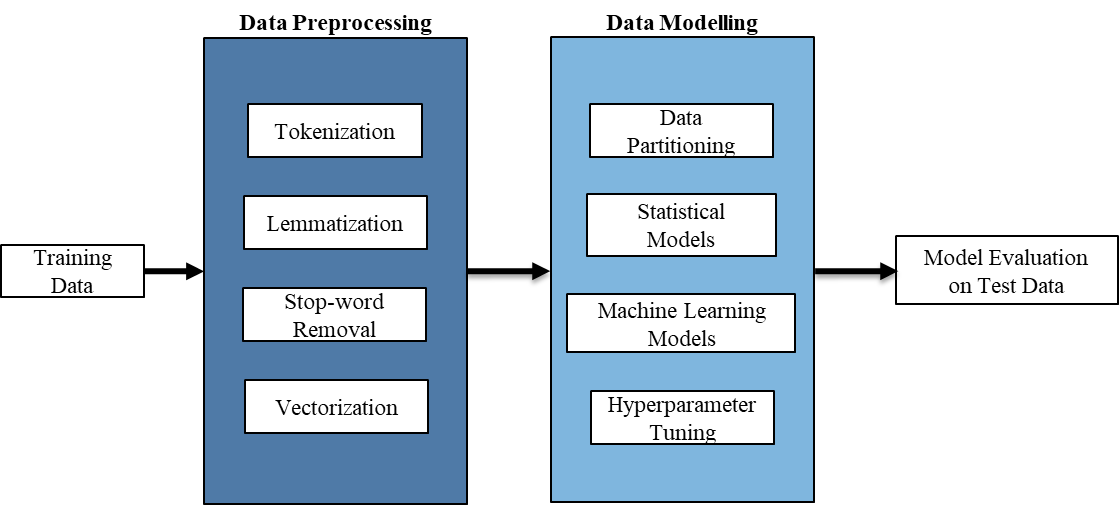 Data Preprocessing
Data Modelling
Training
Data
Tokenization
Lemmatization
Stop-word
Removal
Vectorization
Data
Partitioning
Statistical
Models
Machine Learning
Models
Hyperparameter
Tuning
Model Evaluation
on Test Data